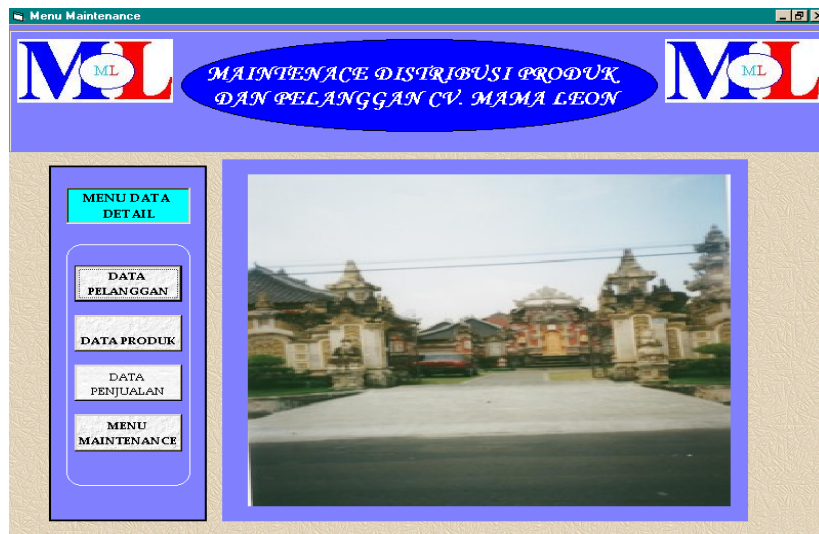 Menu Maintenance
ML
MAINTENACE DISTRIBUSI PRODUK
DAN PELANGGAN CV. MAMA LEON
ML
MENU DATA
DETAIL
DATA
PELANGGAN
DATA PRODUK
DATA
PENJUALAN
MENU
MAINTENANCE